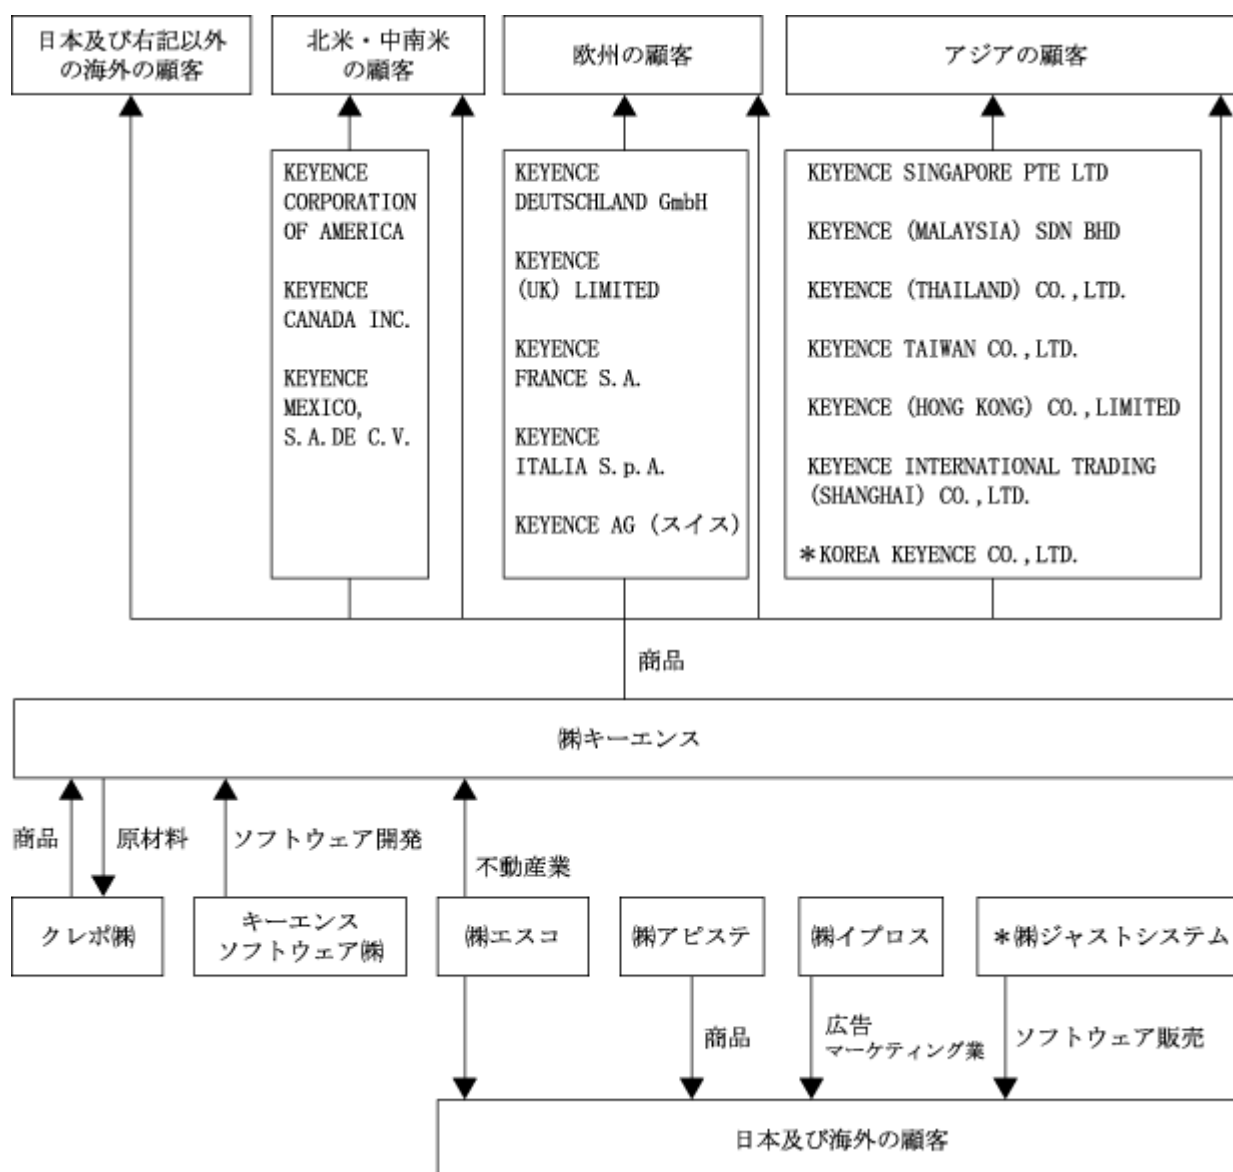 日本及び右記以外
の海外の顧客
北米・中南米
の顧客
欧州の顧客
アジアの顧客
KEYENCE
CORPORATION
OF AMERICA
KEYENCE
CANADA INC.
KEYENCE
MEXICO,
S.A.DE C.V.
KEYENCE
DEUTSCHLAND GmbH
KEYENCE
(UK) LIMITED
KEYENCE
FRANCE S.A.
KEYENCE
ITALIA S.p.A.
KEYENCE AG (スイス)
KEYENCE SINGAPORE PTE LTD
KEYENCE (MALAYSIA) SDN BHD
KEYENCE (THAILAND) CO.,LTD.
KEYENCE TAIWAN CO.,LTD.
KEYENCE (HONG KONG) CO.,LIMITED
KEYENCE INTERNATIONAL TRADING
(SHANGHAI) CO.,LTD.
＊KOREA KEYENCE CO.,LTD.
商品
㈱キーエンス
商品
原材料
ソフトウェア開発
不動産業
クレポ㈱
キーエンス
ソフトウェア㈱
㈱エスコ
㈱アピステ
㈱イプロス
＊㈱ジャストシステム
商品
広告
マーケティング業
ソフトウェア販売
日本及び海外の顧客